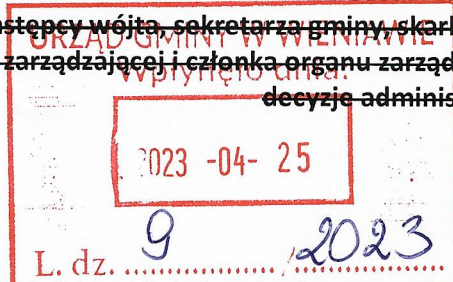 zastępcy wójta, sekretarza gminy, skar
URZĄD GMINY W WIENIAWIE
zarządzającej i członka organu zarząd
Wpłynęło dnia:
decyzje adminis
2023 -04- 25
L. dz. 9 / 2023